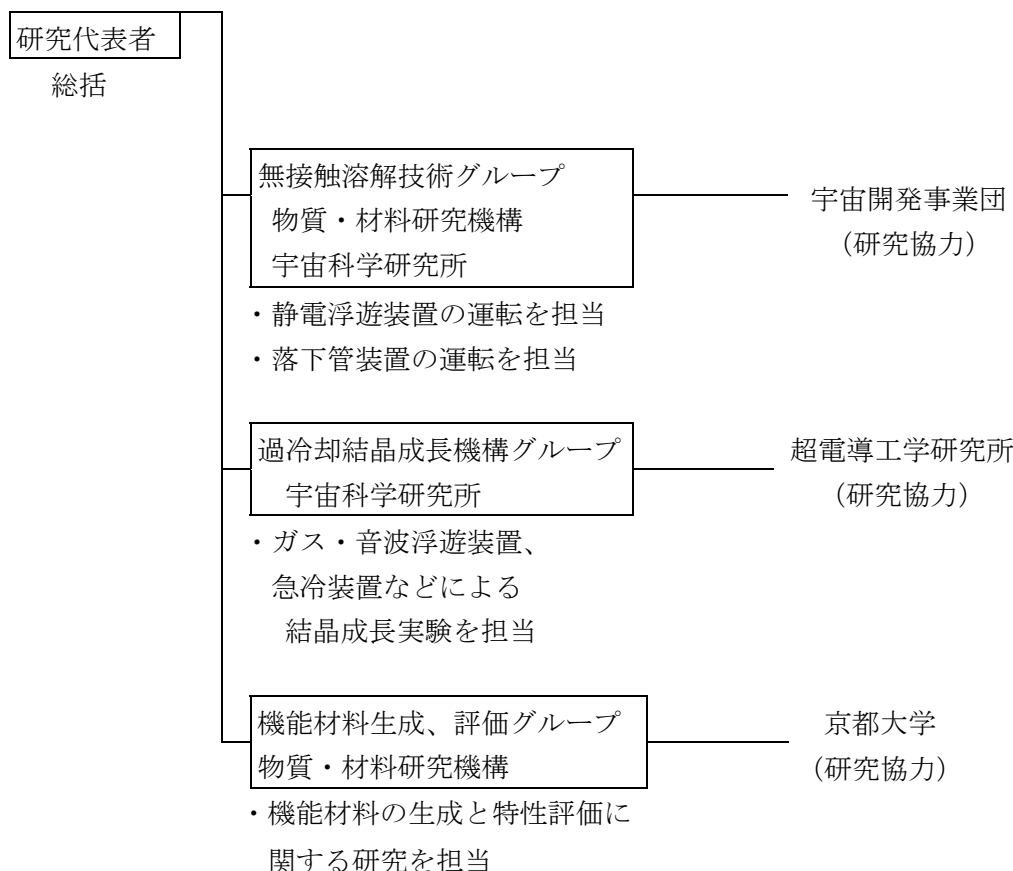 研究代表者
総括
無接触溶解技術グループ
物質・材料研究機構
宇宙科学研究所
宇宙開発事業団
（研究協力）
・静電浮遊装置の運転を担当
・落下管装置の運転を担当
過冷却結晶成長機構グループ
宇宙科学研究所
超電導工学研究所
（研究協力）
・ガス・音波浮遊装置、
急冷装置などによる
結晶成長実験を担当
機能材料生成、評価グループ
物質・材料研究機構
京都大学
（研究協力）
・機能材料の生成と特性評価に
関する研究を担当